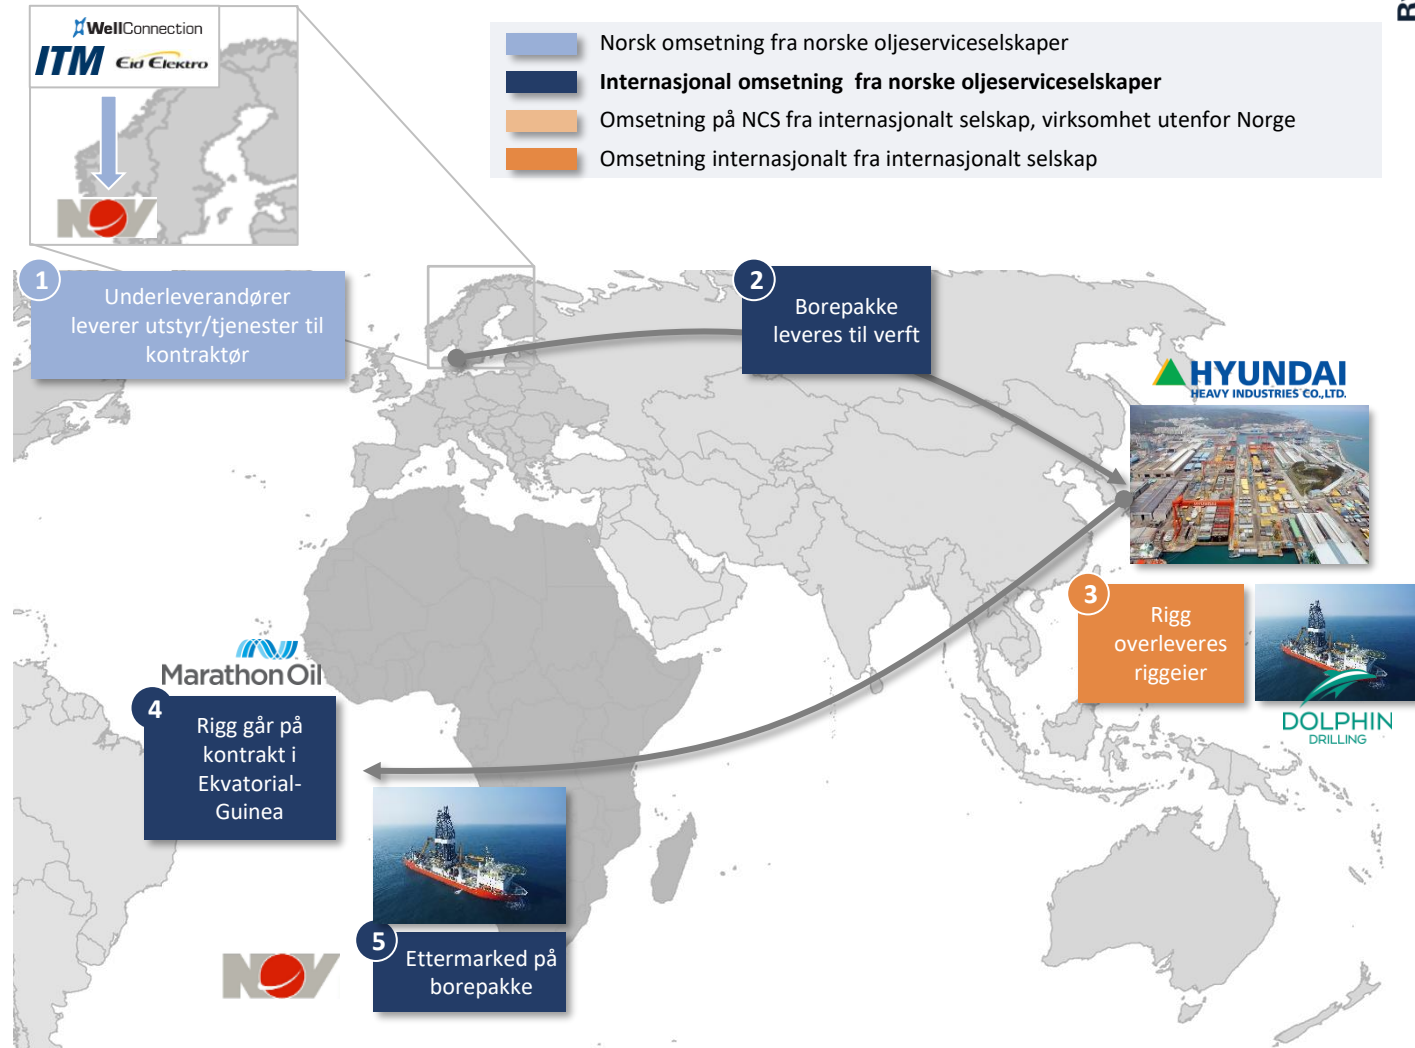 WellConnection
ITM Eid Elektro
NOV
Norsk omsetning fra norske oljeserviceselskaper
Internasjonal omsetning fra norske oljeserviceselskaper
Omsetning på NCS fra internasjonalt selskap, virksomhet utenfor Norge
Omsetning internasjonalt fra internasjonalt selskap
1
Underleverandører
leverer utstyr/tjenester til
kontraktør
2
Borepakke
leveres til verft
HYUNDAI
HEAVY INDUSTRIES CO.,LTD.
3
Rigg
overleveres
riggeier
DOLPHIN
DRILLING
Marathon Oil
4
Rigg går på
kontrakt i
Ekvatorial-
Guinea
5
Ettermarked på
borepakke
NOV